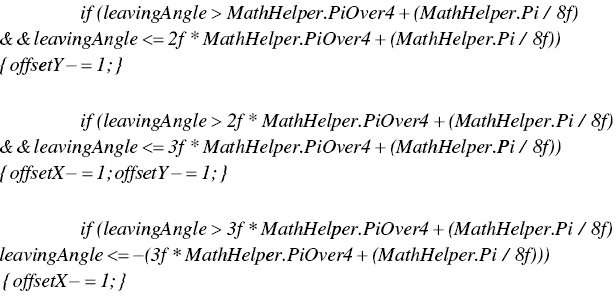 if (leavingAngle > MathHelper.PiOver4 + (MathHelper.Pi / 8f)
& & leavingAngle <= 2f * MathHelper.PiOver4 + (MathHelper.Pi / 8f))
{ offsetY – = 1; }
if (leavingAngle > 2f * MathHelper.PiOver4 + (MathHelper.Pi / 8f)
& & leavingAngle <= 3f * MathHelper.PiOver4 + (MathHelper.Pi / 8f))
{ offsetX – = 1; offsetY – = 1; }
if (leavingAngle > 3f * MathHelper.PiOver4 + (MathHelper.Pi / 8f)
leavingAngle <= –(3f * MathHelper.PiOver4 + (MathHelper.Pi / 8f)))
{ offsetX – = 1; }